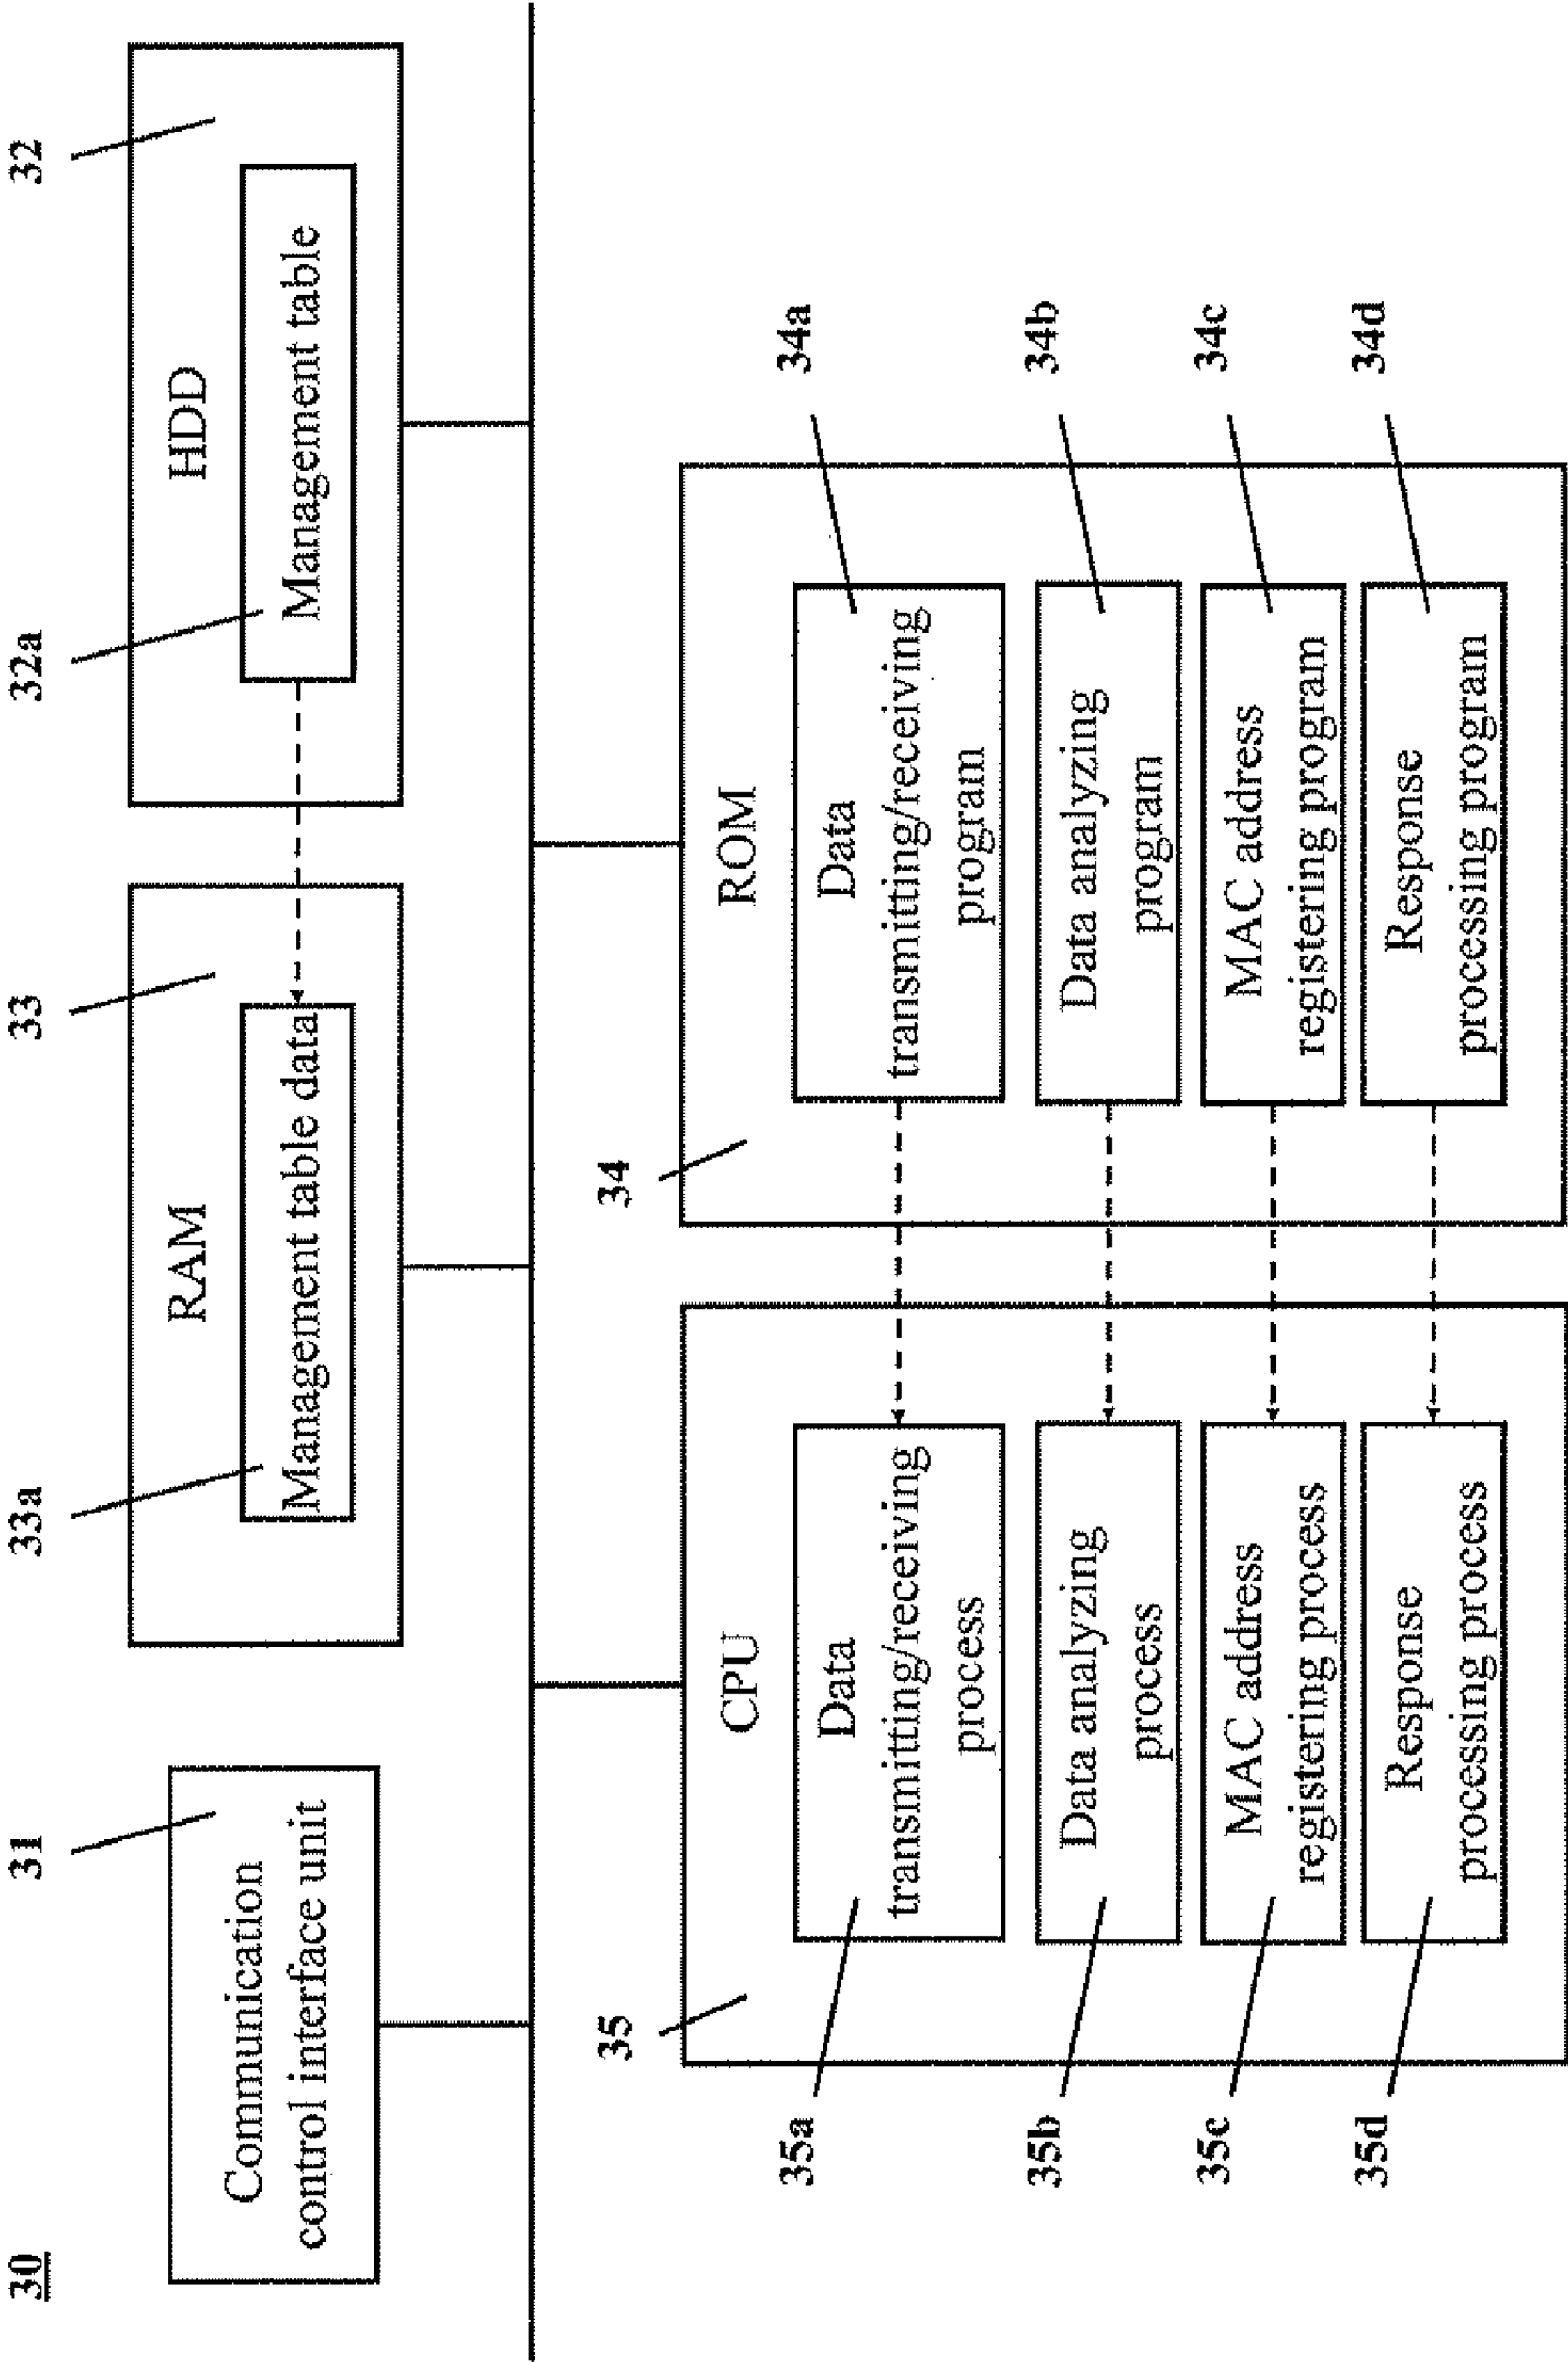 30
31
Communication
control interface unit
33a
33
RAM
Management table data
32a
32
HDD
Management table
35
CPU
35a
Data
transmitting/receiving
process
35b
Data analyzing
process
35c
MAC address
registering process
35d
Response
processing process
34
ROM
Data
transmitting/receiving
program
34a
Data analyzing
program
34b
MAC address
registering program
34c
Response
processing program
34d